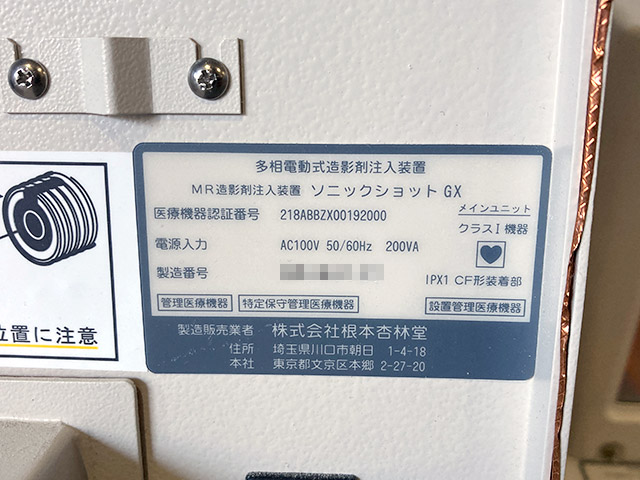 多相電動式造影剤注入装置
MR造影剤注入装置 ソニックショット GX
医療機器認証番号 218ABBZX00192000
メインユニット
クラスI 機器
電源入力 AC100V 50/60Hz 200VA
製造番号
IPX1 CF形装着部
管理医療機器 特定保守管理医療機器 設置管理医療機器
製造販売業者 株式会社根本杏林堂
住所 埼玉県川口市朝日 1-4-18
本社 東京都文京区本郷 2-27-20
位置に注意